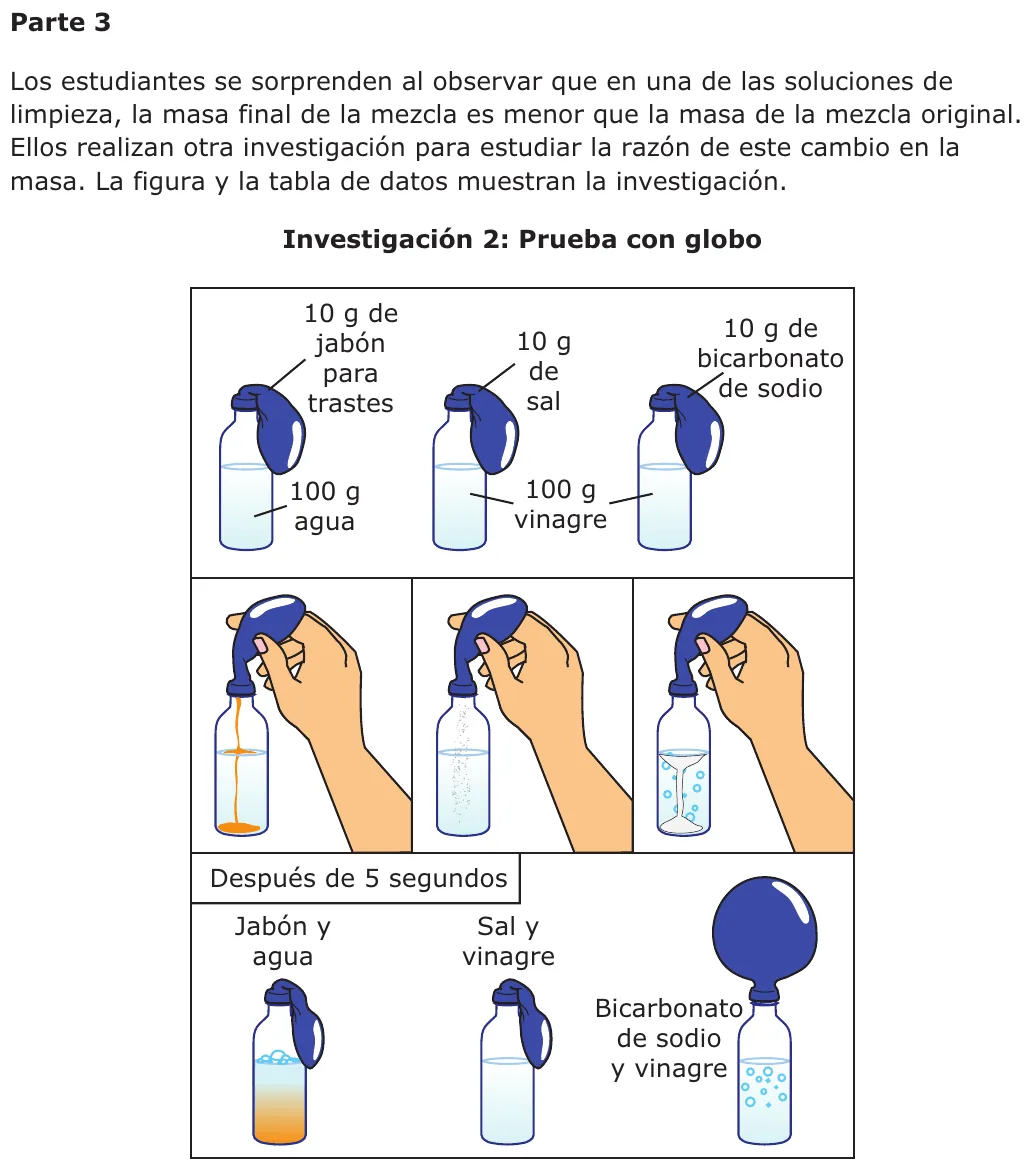 Parte 3
Los estudiantes se sorprenden al observar que en una de las soluciones de
limpieza, la masa final de la mezcla es menor que la masa de la mezcla original.
Ellos realizan otra investigación para estudiar la razón de este cambio en la
masa. La figura y la tabla de datos muestran la investigación.
Investigación 2: Prueba con globo
10 g de
jabón
para
trastes
10 g
de
sal
10 g de
bicarbonato
de sodio
100 g
agua
100 g
vinagre
Después de 5 segundos
Jabón y
agua
Sal y
vinagre
Bicarbonato
de sodio
y vinagre